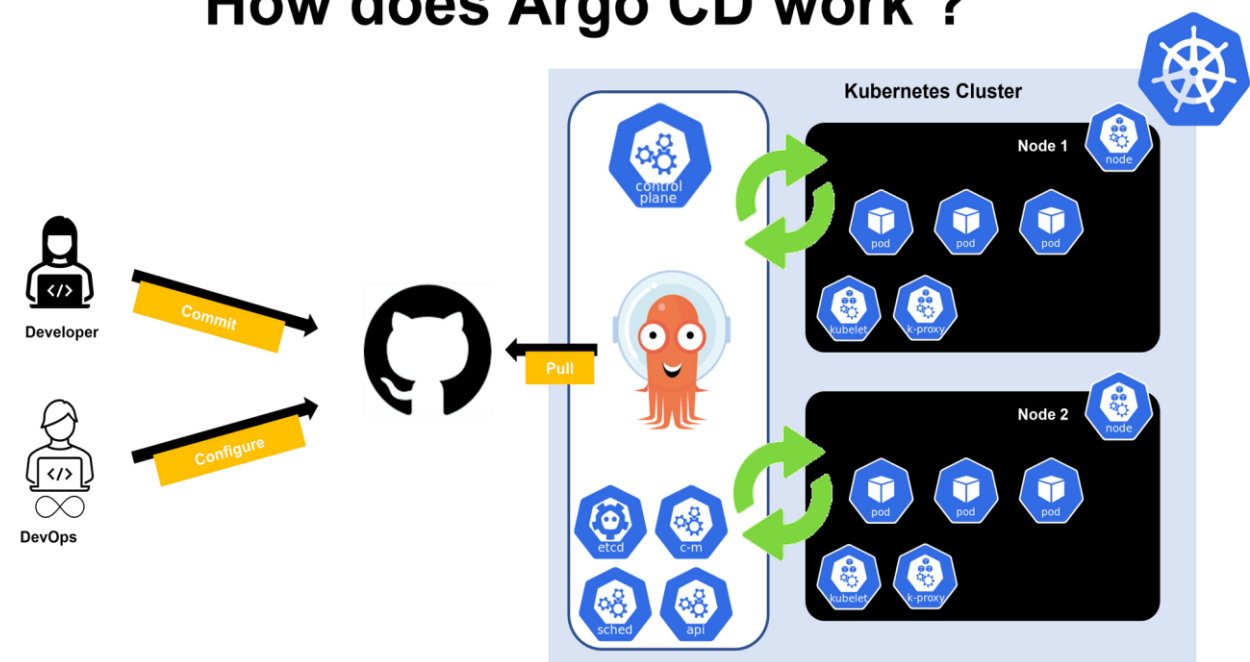 How does Argo CD work ?
Kubernetes Cluster
control
plane
Node 1
node
pod
pod
pod
kubelet
k-proxy
Developer
Commit
Pull
Configure
DevOps
Node 2
node
pod
pod
pod
kubelet
k-proxy
etcd
c-m
sched
api